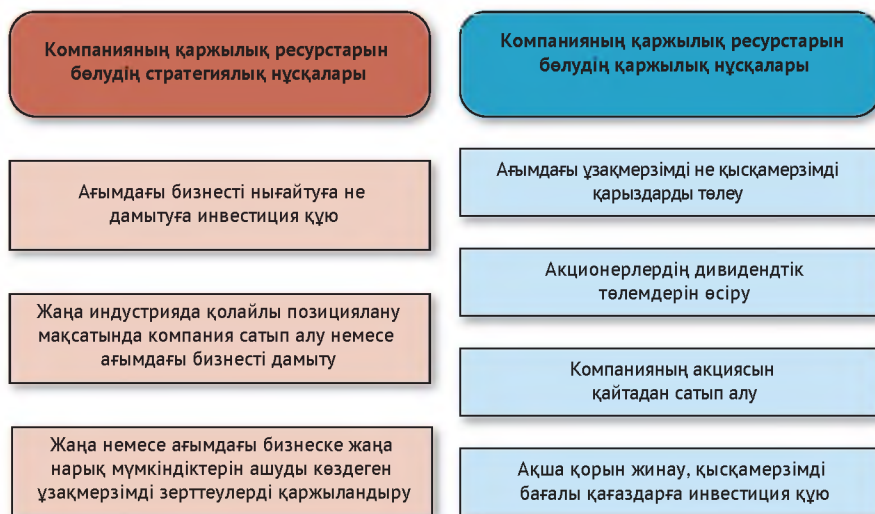 Компанияның қаржылық ресурстарын
бөлудің стратегиялық нұсқалары
Ағымдағы бизнесті нығайтуға не
дамытуға инвестиция құю
Жаңа индустрияда қолайлы позициялану
мақсатында компания сатып алу немесе
ағымдағы бизнесті дамыту
Жаңа немесе ағымдағы бизнеске жаңа
нарық мүмкіндіктерін ашуды көздеген
ұзақмерзімді зерттеулерді қаржыландыру
Компанияның қаржылық ресурстарын
бөлудің қаржылық нұсқалары
Ағымдағы ұзақмерзімді не қысқамерзімді
қарыздарды төлеу
Акционерлердің дивидендтік
төлемдерін өсіру
Компанияның акциясын
қайтадан сатып алу
Ақша қорын жинау, қысқамерзімді
бағалы қағаздарға инвестиция құю